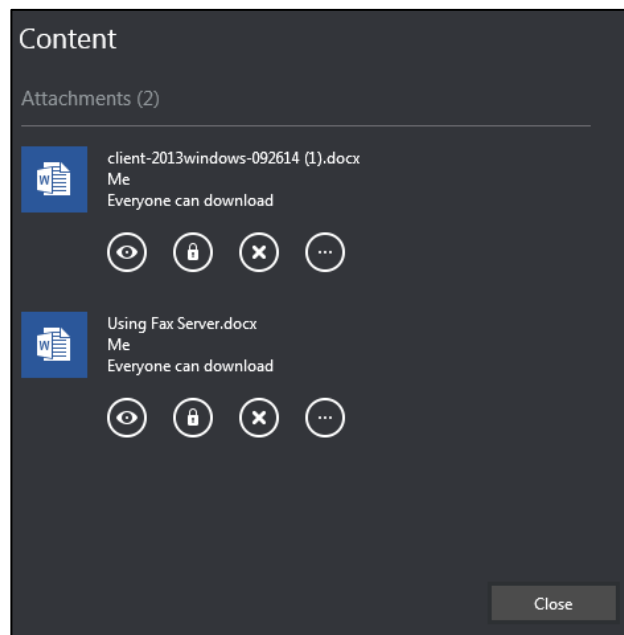 Content
Attachments (2)
client-2013windows-092614 (1).docx
Me
Everyone can download
Using Fax Server.docx
Me
Everyone can download
Close